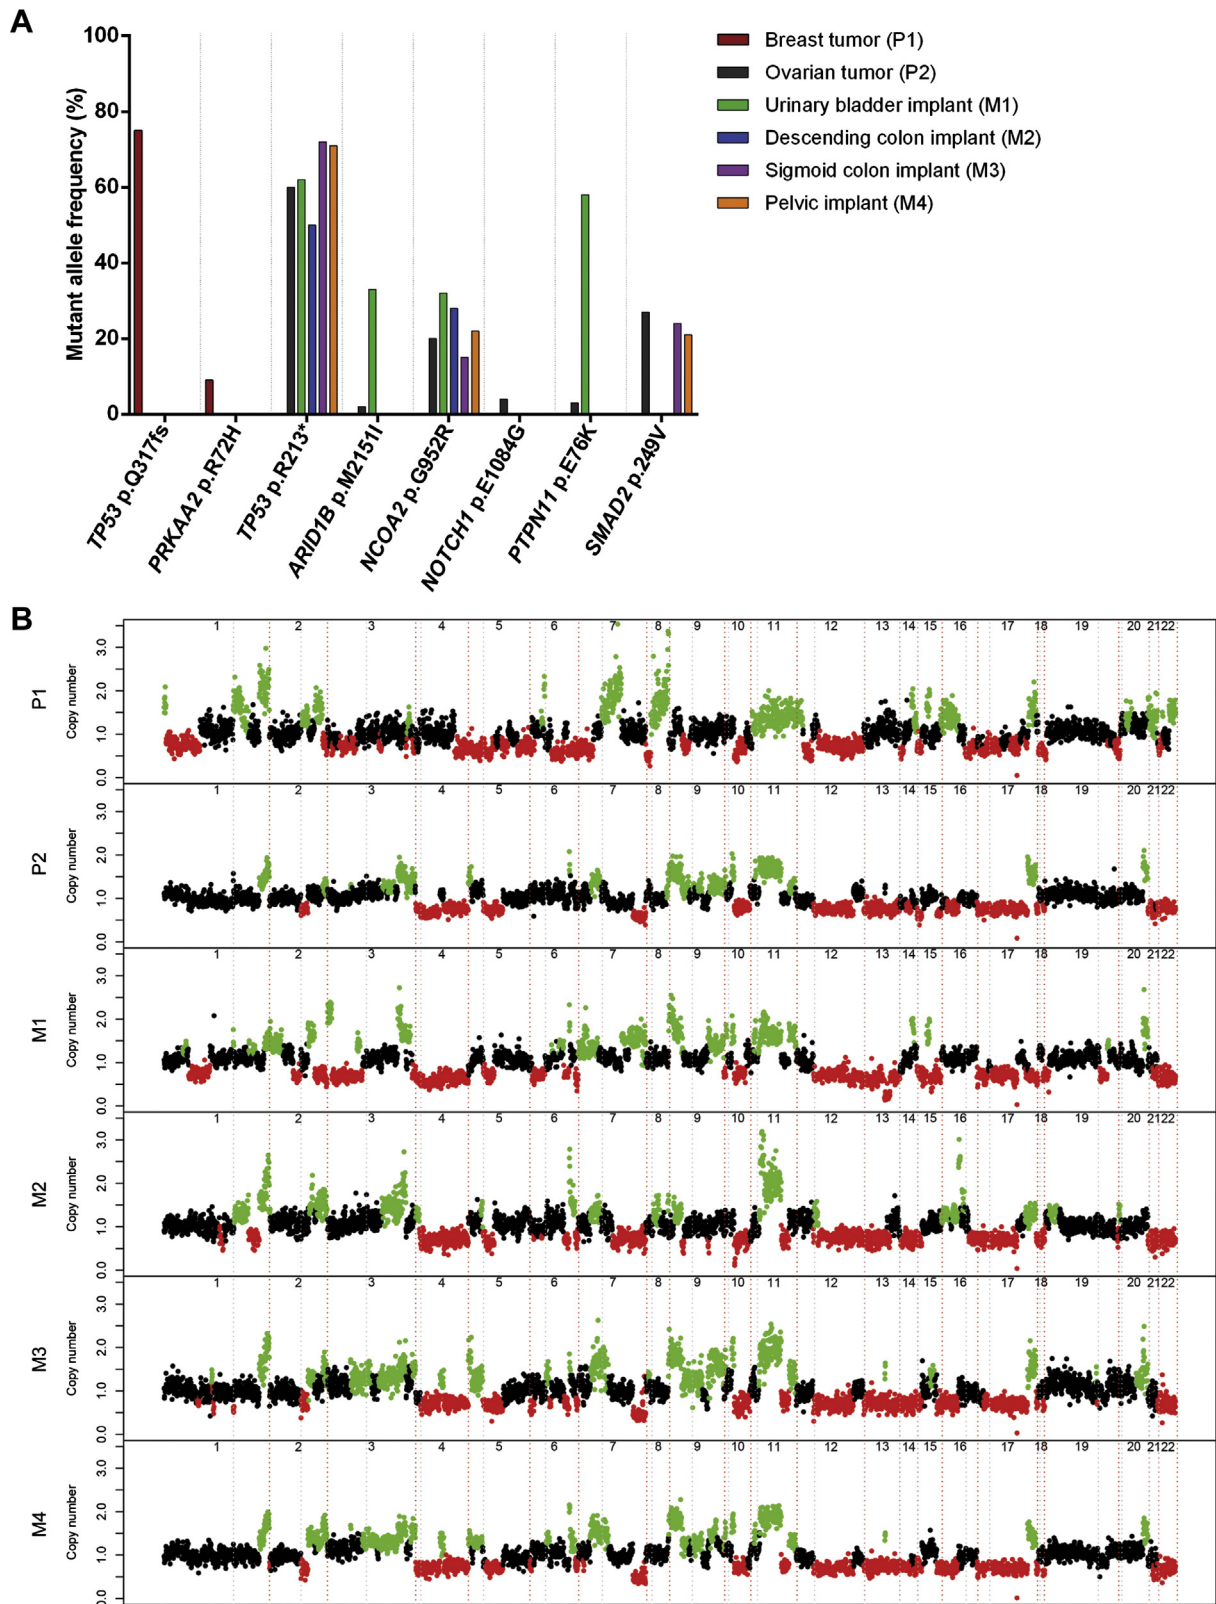 A
Mutant allele frequency (%)
100
80
60
40
20
0
TP53 p.Q317fs
PRKAA2 p.R72H
TP53 p.R213*
ARID1B p.M2151I
NCOA2 p.G952R
NOTCH1 p.E1084G
PTPN11 p.E76K
SMAD2 p.249V
Breast tumor (P1)
Ovarian tumor (P2)
Urinary bladder implant (M1)
Descending colon implant (M2)
Sigmoid colon implant (M3)
Pelvic implant (M4)
B
P1
Copy number
0.0 1.0 2.0 3.0
1 2 3 4 5 6 7 8 9 10 11 12 13 14 15 16 17 18 19 20 21 22
P2
Copy number
0.0 1.0 2.0 3.0
1 2 3 4 5 6 7 8 9 10 11 12 13 14 15 16 17 18 19 20 21 22
M1
Copy number
0.0 1.0 2.0 3.0
1 2 3 4 5 6 7 8 9 10 11 12 13 14 15 16 17 18 19 20 21 22
M2
Copy number
0.0 1.0 2.0 3.0
1 2 3 4 5 6 7 8 9 10 11 12 13 14 15 16 17 18 19 20 21 22
M3
Copy number
0.0 1.0 2.0 3.0
1 2 3 4 5 6 7 8 9 10 11 12 13 14 15 16 17 18 19 20 21 22
M4
Copy number
0.0 1.0 2.0 3.0
1 2 3 4 5 6 7 8 9 10 11 12 13 14 15 16 17 18 19 20 21 22